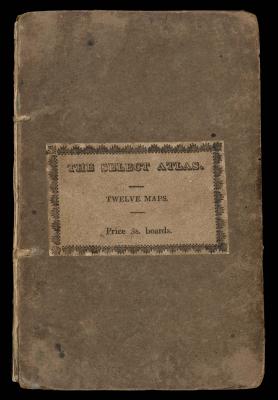 THE SELECT ATLAS.
TWELVE MAPS.
Price 3s. boards.